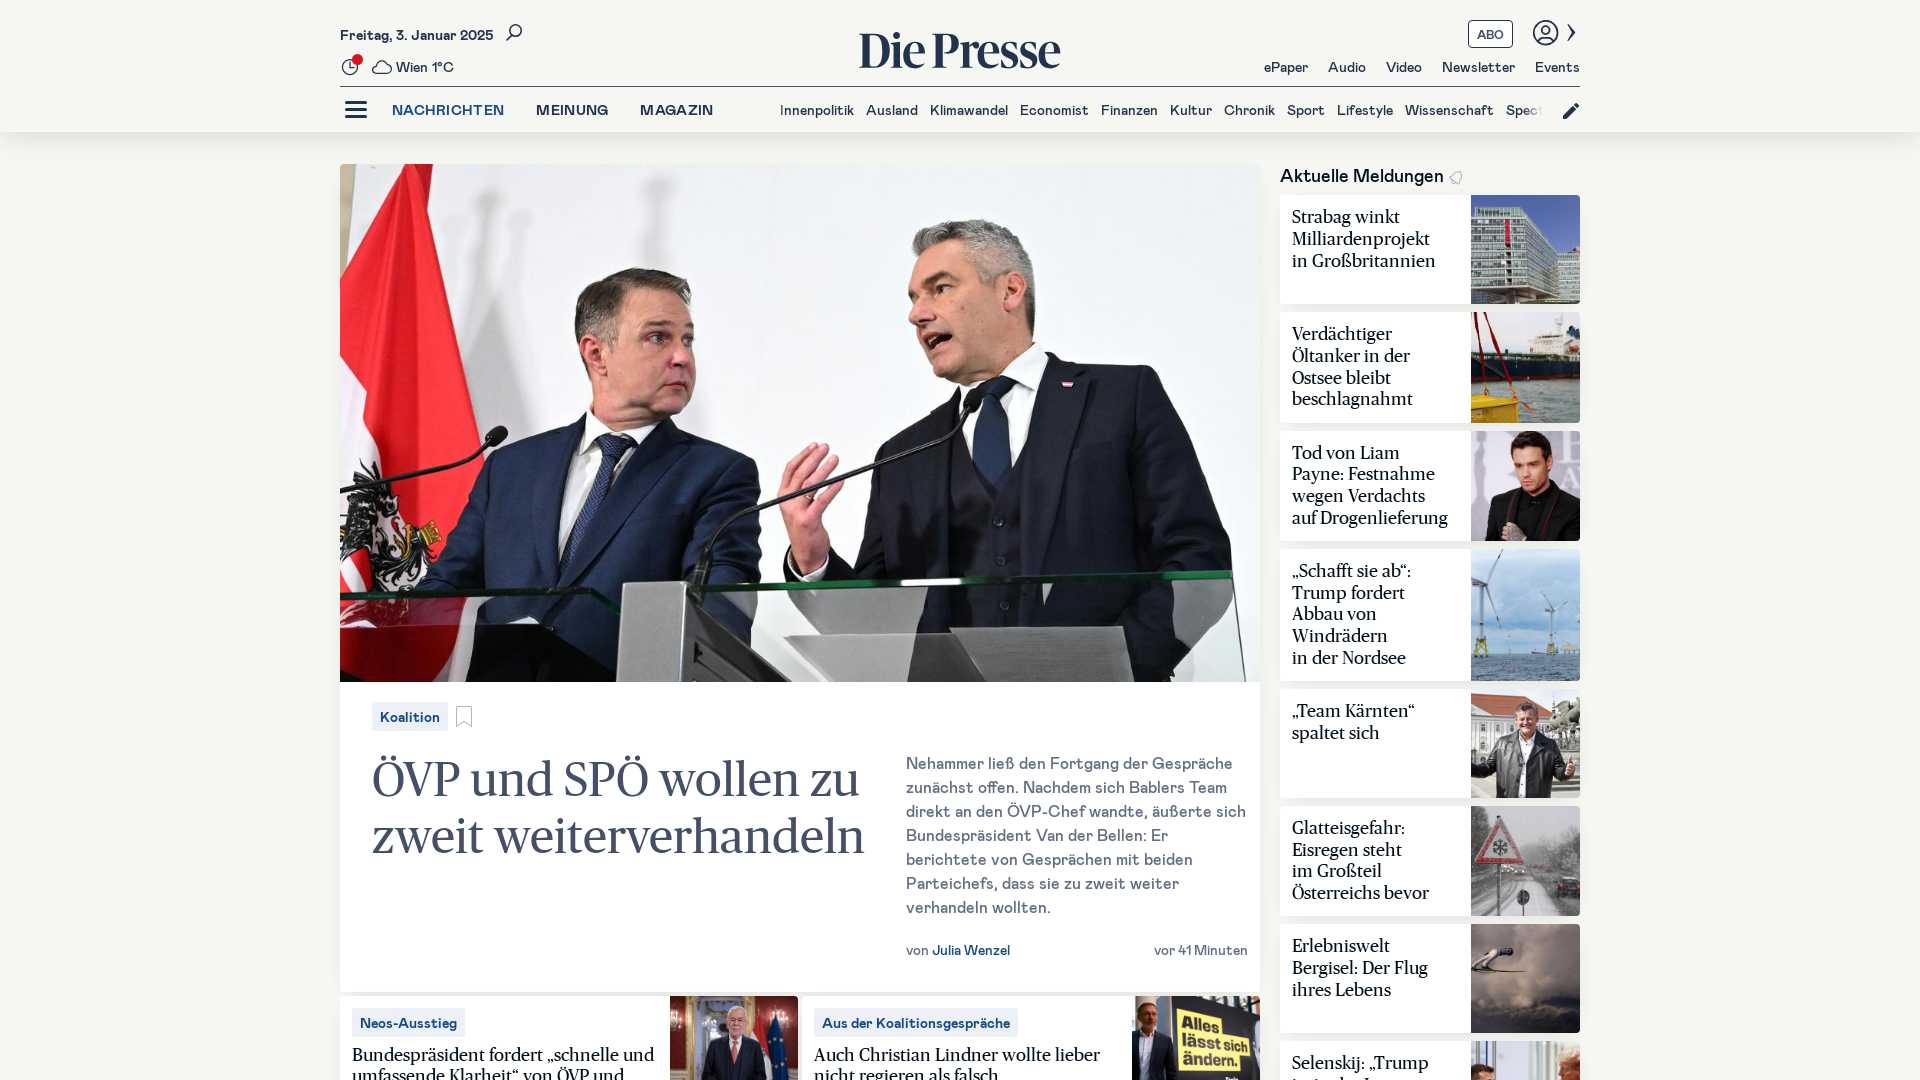 Freitag, 3. Januar 2025
Wien 1°C
Die Presse
ABO
ePaper Audio Video Newsletter Events
NACHRICHTEN MEINUNG MAGAZIN
Innenpolitik Ausland Klimawandel Economist Finanzen Kultur Chronik Sport Lifestyle Wissenschaft Spect
Koalition
ÖVP und SPÖ wollen zu
zweit weiterverhandeln
Nehammer ließ den Fortgang der Gespräche
zunächst offen. Nachdem sich Bablers Team
direkt an den ÖVP-Chef wandte, äußerte sich
Bundespräsident Van der Bellen: Er
berichtete von Gesprächen mit beiden
Parteichefs, dass sie zu zweit weiter
verhandeln wollten.
von Julia Wenzel
vor 41 Minuten
Neos-Ausstieg
Bundespräsident fordert „schnelle und
umfassende Klarheit“ von ÖVP und
Aus der Koalitionsgespräche
Auch Christian Lindner wollte lieber
nicht regieren als falsch
Alles
lässt sich
ändern.
Aktuelle Meldungen
Strabag winkt
Milliardenprojekt
in Großbritannien
Verdächtiger
Öltanker in der
Ostsee bleibt
beschlagnahmt
Tod von Liam
Payne: Festnahme
wegen Verdachts
auf Drogenlieferung
„Schafft sie ab“:
Trump fordert
Abbau von
Windrädern
in der Nordsee
„Team Kärnten“
spaltet sich
Glatteisgefahr:
Eisregen steht
im Großteil
Österreichs bevor
Erlebniswelt
Bergisel: Der Flug
ihres Lebens
Selenskij: „Trump